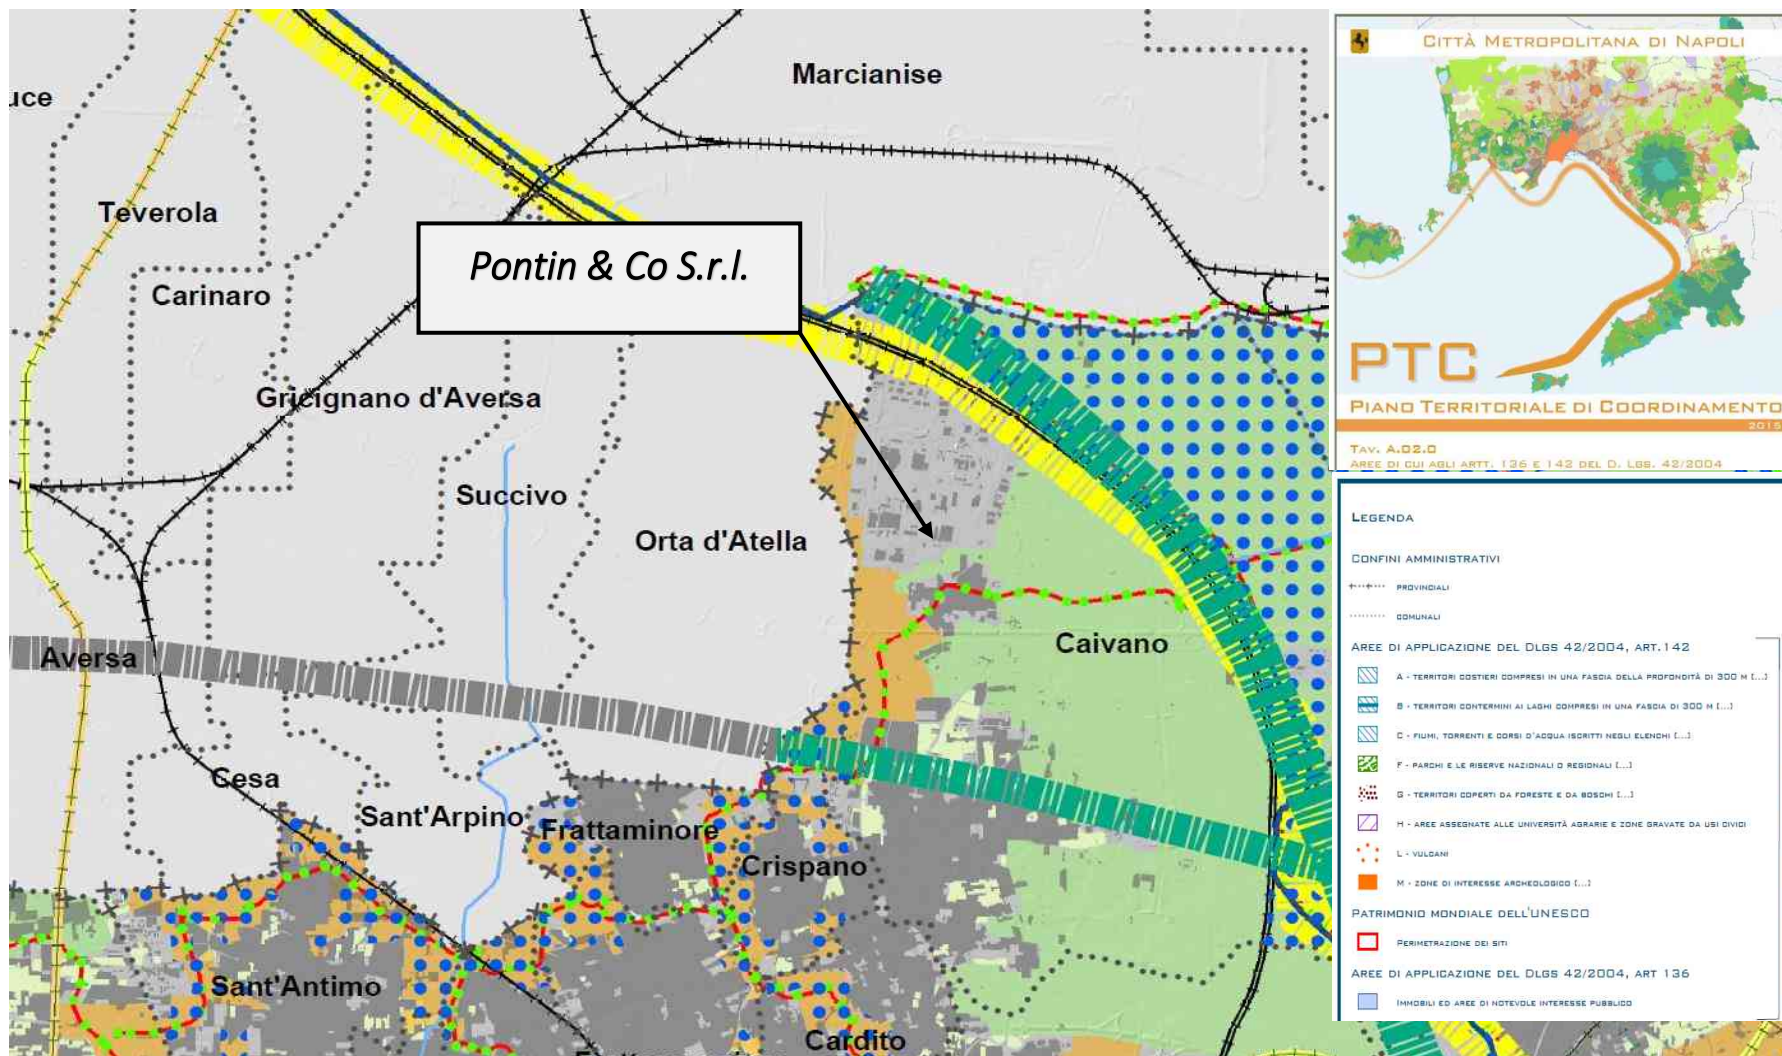 Marcianise
uce
Teverola
Pontin & Co S.r.l.
Carinaro
Gricignano d'Aversa
Succivo
Orta d'Atella
Caivano
Aversa
Cesa
Sant'Arpino
Frattaminore
Crispano
Sant'Antimo
Cardito
CITTÀ METROPOLITANA DI NAPOLI
PTC
PIANO TERRITORIALE DI COORDINAMENTO
2015
TAV. A.02.0
AREE DI CUI AGLI ARTT. 136 E 142 DEL D. LGS. 42/2004
LEGENDA
CONFINI AMMINISTRATIVI
PROVINCIALI
COMUNALI
AREE DI APPLICAZIONE DEL DLGS 42/2004, ART.142
A - TERRITORI COSTIERI COMPRESI IN UNA FASCIA DELLA PROFONDITÀ DI 300 M [...]
B - TERRITORI CONTERMINI AI LAGHI COMPRESI IN UNA FASCIA DI 300 M [...]
C - FIUMI, TORRENTI E CORSI D'ACQUA ISCRITTI NEGLI ELENCHI [...]
F - PARCHI E LE RISERVE NAZIONALI O REGIONALI [...]
G - TERRITORI COPERTI DA FORESTE E DA BOSCHI [...]
H - AREE ASSEGNATE ALLE UNIVERSITÀ AGRARIE E ZONE GRAVATE DA USI CIVICI
L - VULCANI
M - ZONE DI INTERESSE ARCHEOLOGICO [...]
PATRIMONIO MONDIALE DELL'UNESCO
PERIMETRAZIONE DEI SITI
AREE DI APPLICAZIONE DEL DLGS 42/2004, ART 136
IMMOBILI ED AREE DI NOTEVOLE INTERESSE PUBBLICO